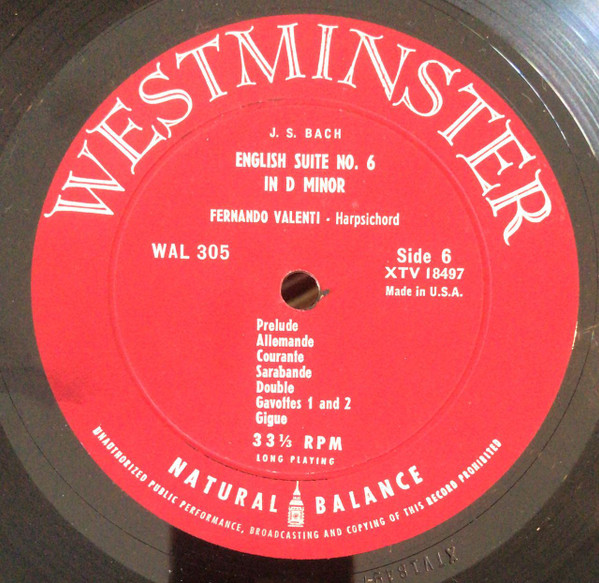 WESTMINSTER
J. S. BACH
ENGLISH SUITE NO. 6
IN D MINOR
FERNANDO VALENTI - Harpsichord
WAL 305
Side 6
XTV 18497
Made in U.S.A.
Prelude
Allemande
Courante
Sarabande
Double
Gavottes 1 and 2
Gigue
33⅓ RPM
LONG PLAYING
NATURAL BALANCE
UNAUTHORIZED PUBLIC PERFORMANCE, BROADCASTING AND COPYING OF THIS RECORD PROHIBITED